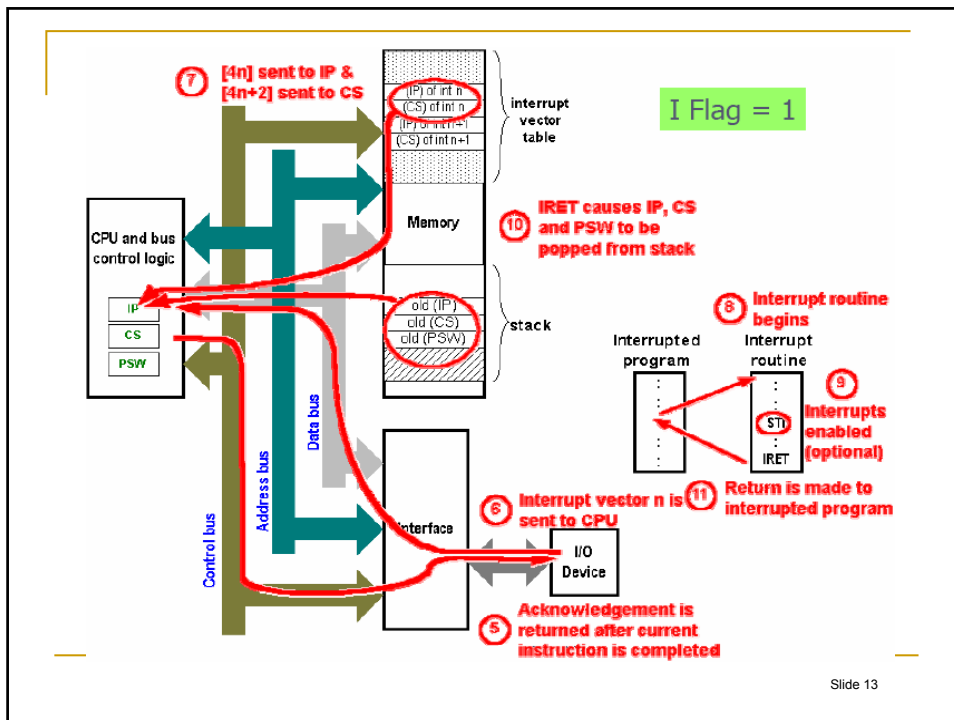 7
[4n] sent to IP &
[4n+2] sent to CS
(IP) of int n
(CS) of int n
(IP) of int n+1
(CS) of int n+1
interrupt
vector
table
I Flag = 1
CPU and bus
control logic
IP
CS
PSW
Memory
10
IRET causes IP, CS
and PSW to be
popped from stack
old (IP)
old (CS)
old (PSW)
stack
8
Interrupt routine
begins
Interrupted
program
Interrupt
routine
STI
IRET
9
Interrupts
enabled
(optional)
11
Return is made to
interrupted program
Control bus
Address bus
Data bus
Interface
6
Interrupt vector n is
sent to CPU
I/O
Device
5
Acknowledgement is
returned after current
instruction is completed
Slide 13